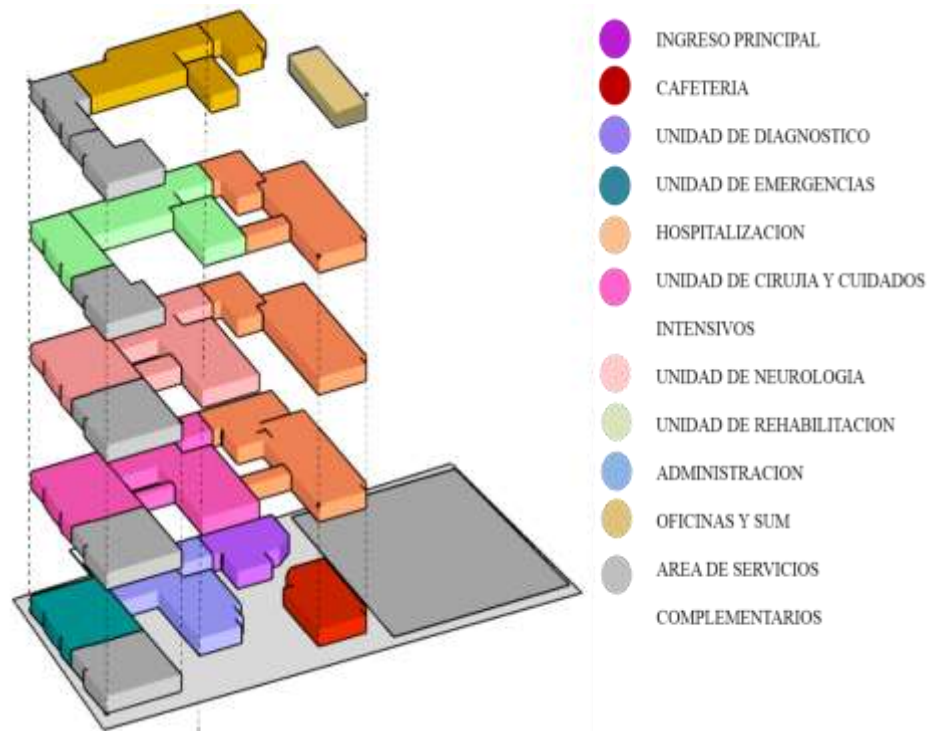 INGRESO PRINCIPAL
CAFETERIA
UNIDAD DE DIAGNOSTICO
UNIDAD DE EMERGENCIAS
HOSPITALIZACION
UNIDAD DE CIRUJIA Y CUIDADOS
INTENSIVOS
UNIDAD DE NEUROLOGIA
UNIDAD DE REHABILITACION
ADMINISTRACION
OFICINAS Y SUM
AREA DE SERVICIOS
COMPLEMENTARIOS